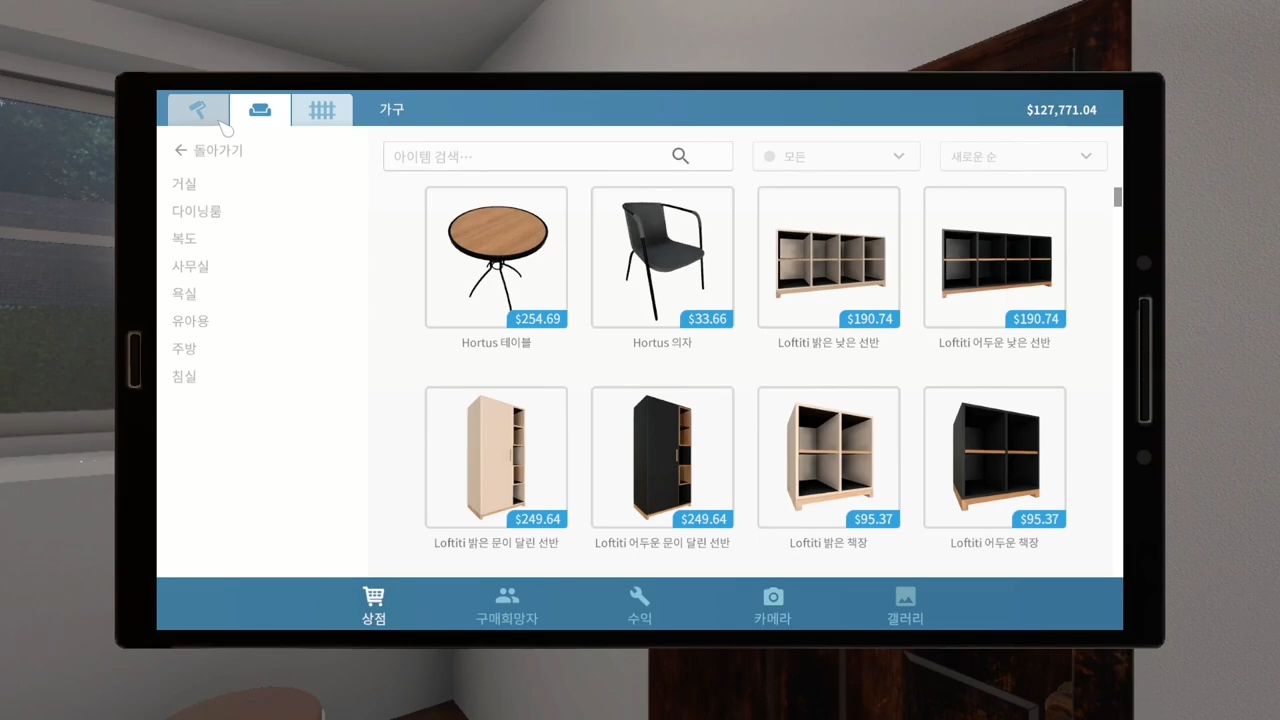 가구
$127,771.04
돌아가기
거실
다이닝룸
복도
사무실
욕실
유아용
주방
침실
아이템 검색…
모든
새로운 순
$254.69
$33.66
$190.74
$190.74
Hortus 테이블
Hortus 의자
Loftiti 밝은 낮은 선반
Loftiti 어두운 낮은 선반
$249.64
$249.64
$95.37
$95.37
Loftiti 밝은 문이 달린 선반
Loftiti 어두운 문이 달린 선반
Loftiti 밝은 책장
Loftiti 어두운 책장
상점
구매희망자
수익
카메라
갤러리